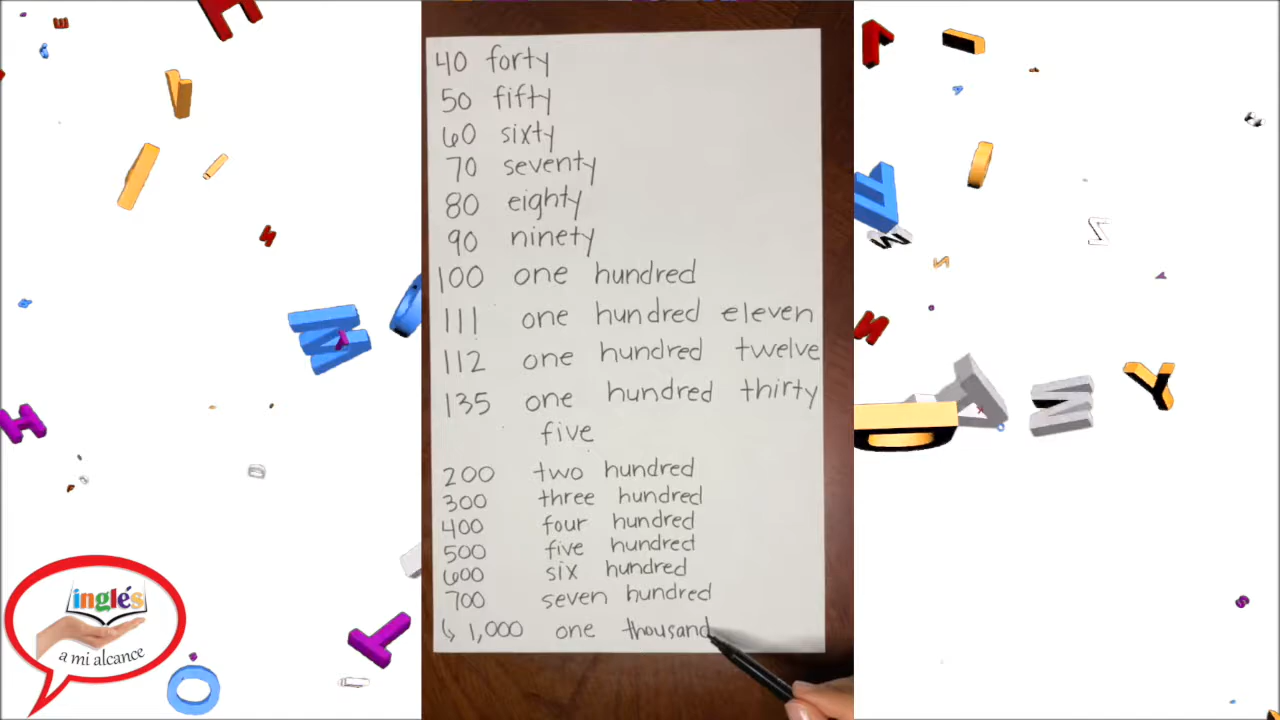 40 forty
50 fifty
60 sixty
70 seventy
80 eighty
90 ninety
100 one hundred
111 one hundred eleven
112 one hundred twelve
135 one hundred thirty
five
200 two hundred
300 three hundred
400 four hundred
500 five hundred
600 six hundred
700 seven hundred
↳ 1,000 one thousand
inglés
a mi alcance